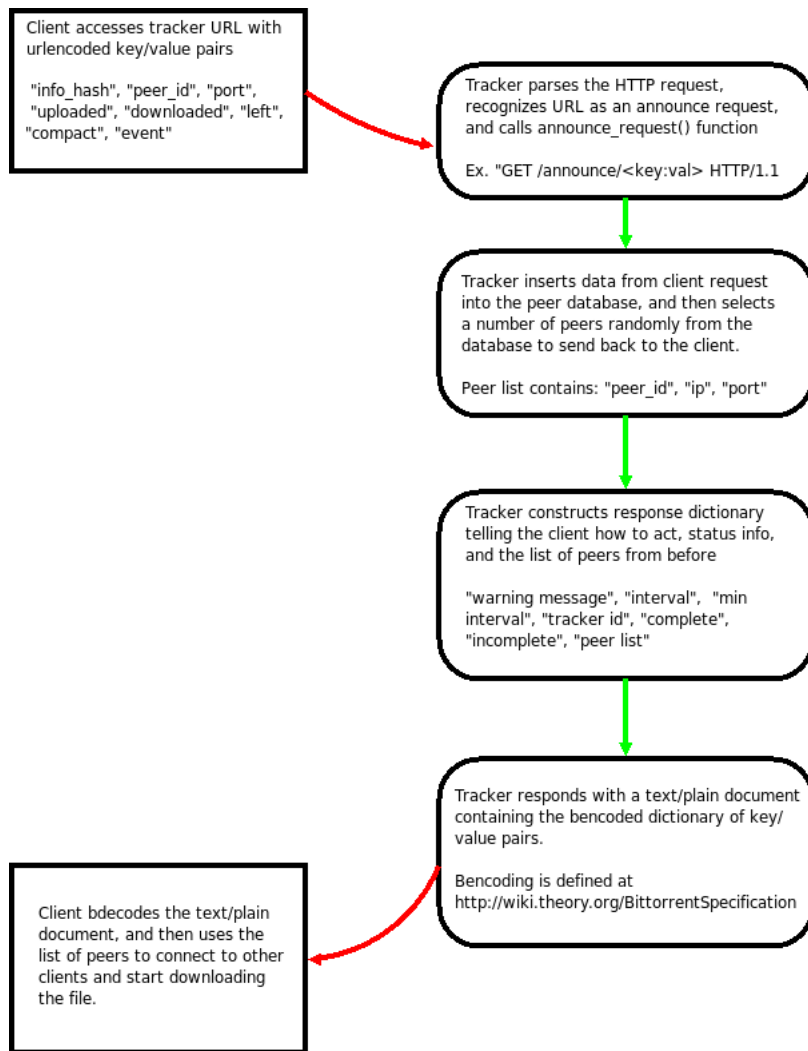 Client accesses tracker URL with
urlencoded key/value pairs
"info_hash", "peer_id", "port",
"uploaded", "downloaded", "left",
"compact", "event"
Tracker parses the HTTP request,
recognizes URL as an announce request,
and calls announce_request() function
Ex. "GET /announce/<key:val> HTTP/1.1
Tracker inserts data from client request
into the peer database, and then selects
a number of peers randomly from the
database to send back to the client.
Peer list contains: "peer_id", "ip", "port"
Tracker constructs response dictionary
telling the client how to act, status info,
and the list of peers from before
"warning message", "interval",  "min
interval", "tracker id", "complete",
"incomplete", "peer list"
Tracker responds with a text/plain document
containing the bencoded dictionary of key/
value pairs.
Bencoding is defined at
http://wiki.theory.org/BittorrentSpecification
Client bdecodes the text/plain
document, and then uses the
list of peers to connect to other
clients and start downloading
the file.